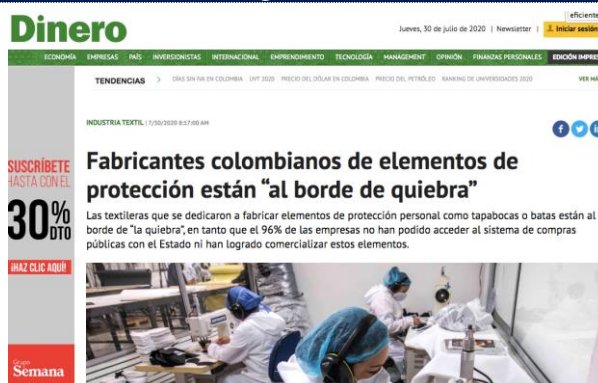 eficiente
Dinero
Jueves, 30 de julio de 2020 | Newsletter | Iniciar sesión
ECONOMÍA EMPRESAS PAÍS INVERSIONISTAS INTERNACIONAL EMPRENDIMIENTO TECNOLOGÍA MANAGEMENT OPINIÓN FINANZAS PERSONALES EDICIÓN IMPRES
TENDENCIAS > DÍAS SIN IVA EN COLOMBIA UVT 2020 PRECIO DEL DÓLAR EN COLOMBIA PRECIO DEL PETRÓLEO RANKING DE UNIVERSIDADES 2020 VER MÁ
INDUSTRIA TEXTIL | 7/30/2020 8:57:00 AM
Fabricantes colombianos de elementos de
protección están “al borde de quiebra”
Las textileras que se dedicaron a fabricar elementos de protección personal como tapabocas o batas están al
borde de “la quiebra”, en tanto que el 96% de las empresas no han podido acceder al sistema de compras
públicas con el Estado ni han logrado comercializar estos elementos.
SUSCRÍBETE
HASTA CON EL
30%
DTO
¡HAZ CLIC AQUÍ!
Grupo
Semana